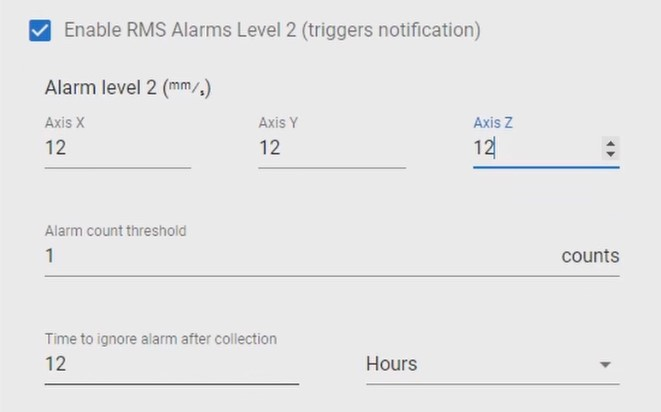 Enable RMS Alarms Level 2 (triggers notification)
Alarm level 2 (mm/s)
Axis X Axis Y Axis Z
12 12 12
Alarm count threshold
1 counts
Time to ignore alarm after collection
12 Hours